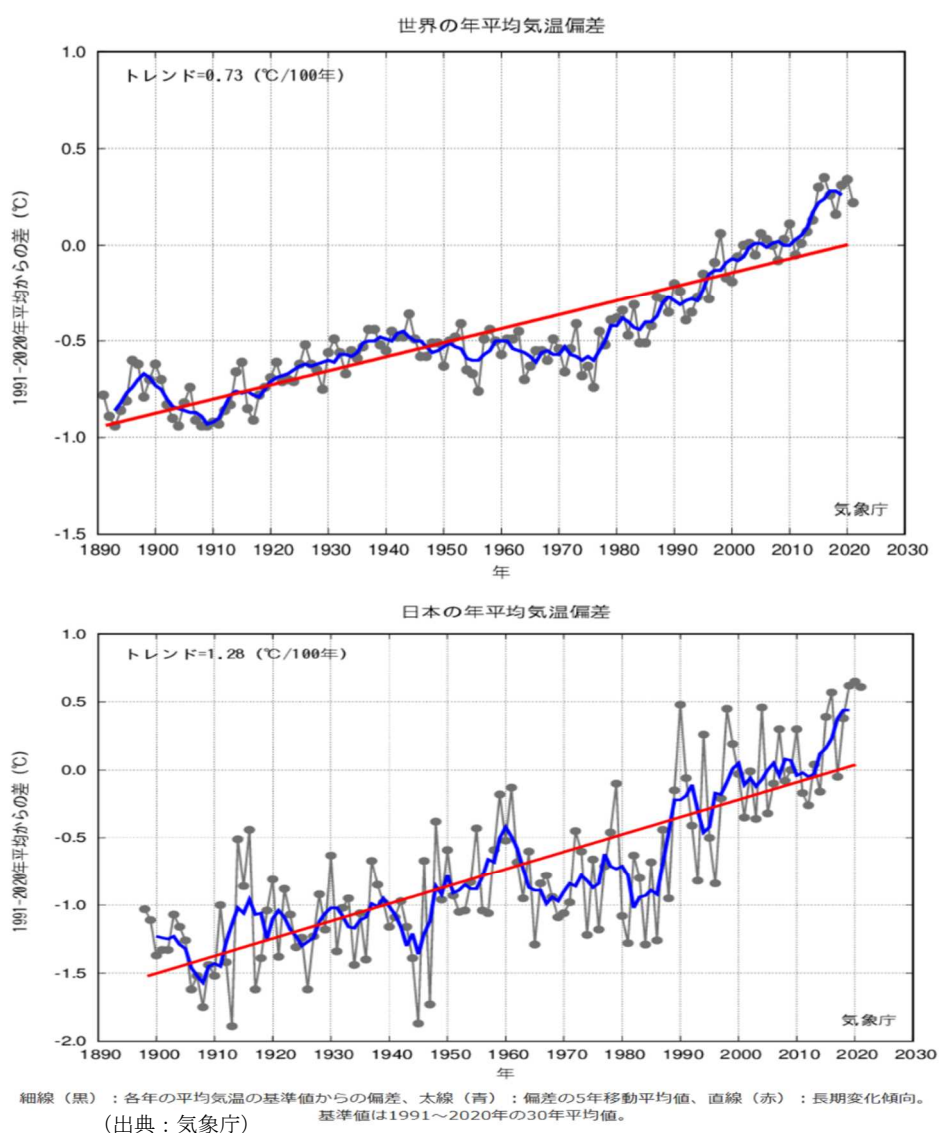 世界の年平均気温偏差
トレンド=0.73 (℃/100年)
1.0
0.5
0.0
-0.5
-1.0
-1.5
1991-2020年平均からの差 (℃)
気象庁
1890 1900 1910 1920 1930 1940 1950 1960 1970 1980 1990 2000 2010 2020 2030
年
日本の年平均気温偏差
トレンド=1.28 (℃/100年)
1.0
0.5
0.0
-0.5
-1.0
-1.5
-2.0
1991-2020年平均からの差 (℃)
気象庁
1890 1900 1910 1920 1930 1940 1950 1960 1970 1980 1990 2000 2010 2020 2030
年
細線（黒）：各年の平均気温の基準値からの偏差、太線（青）：偏差の5年移動平均値、直線（赤）：長期変化傾向。
基準値は1991～2020年の30年平均値。
（出典：気象庁）